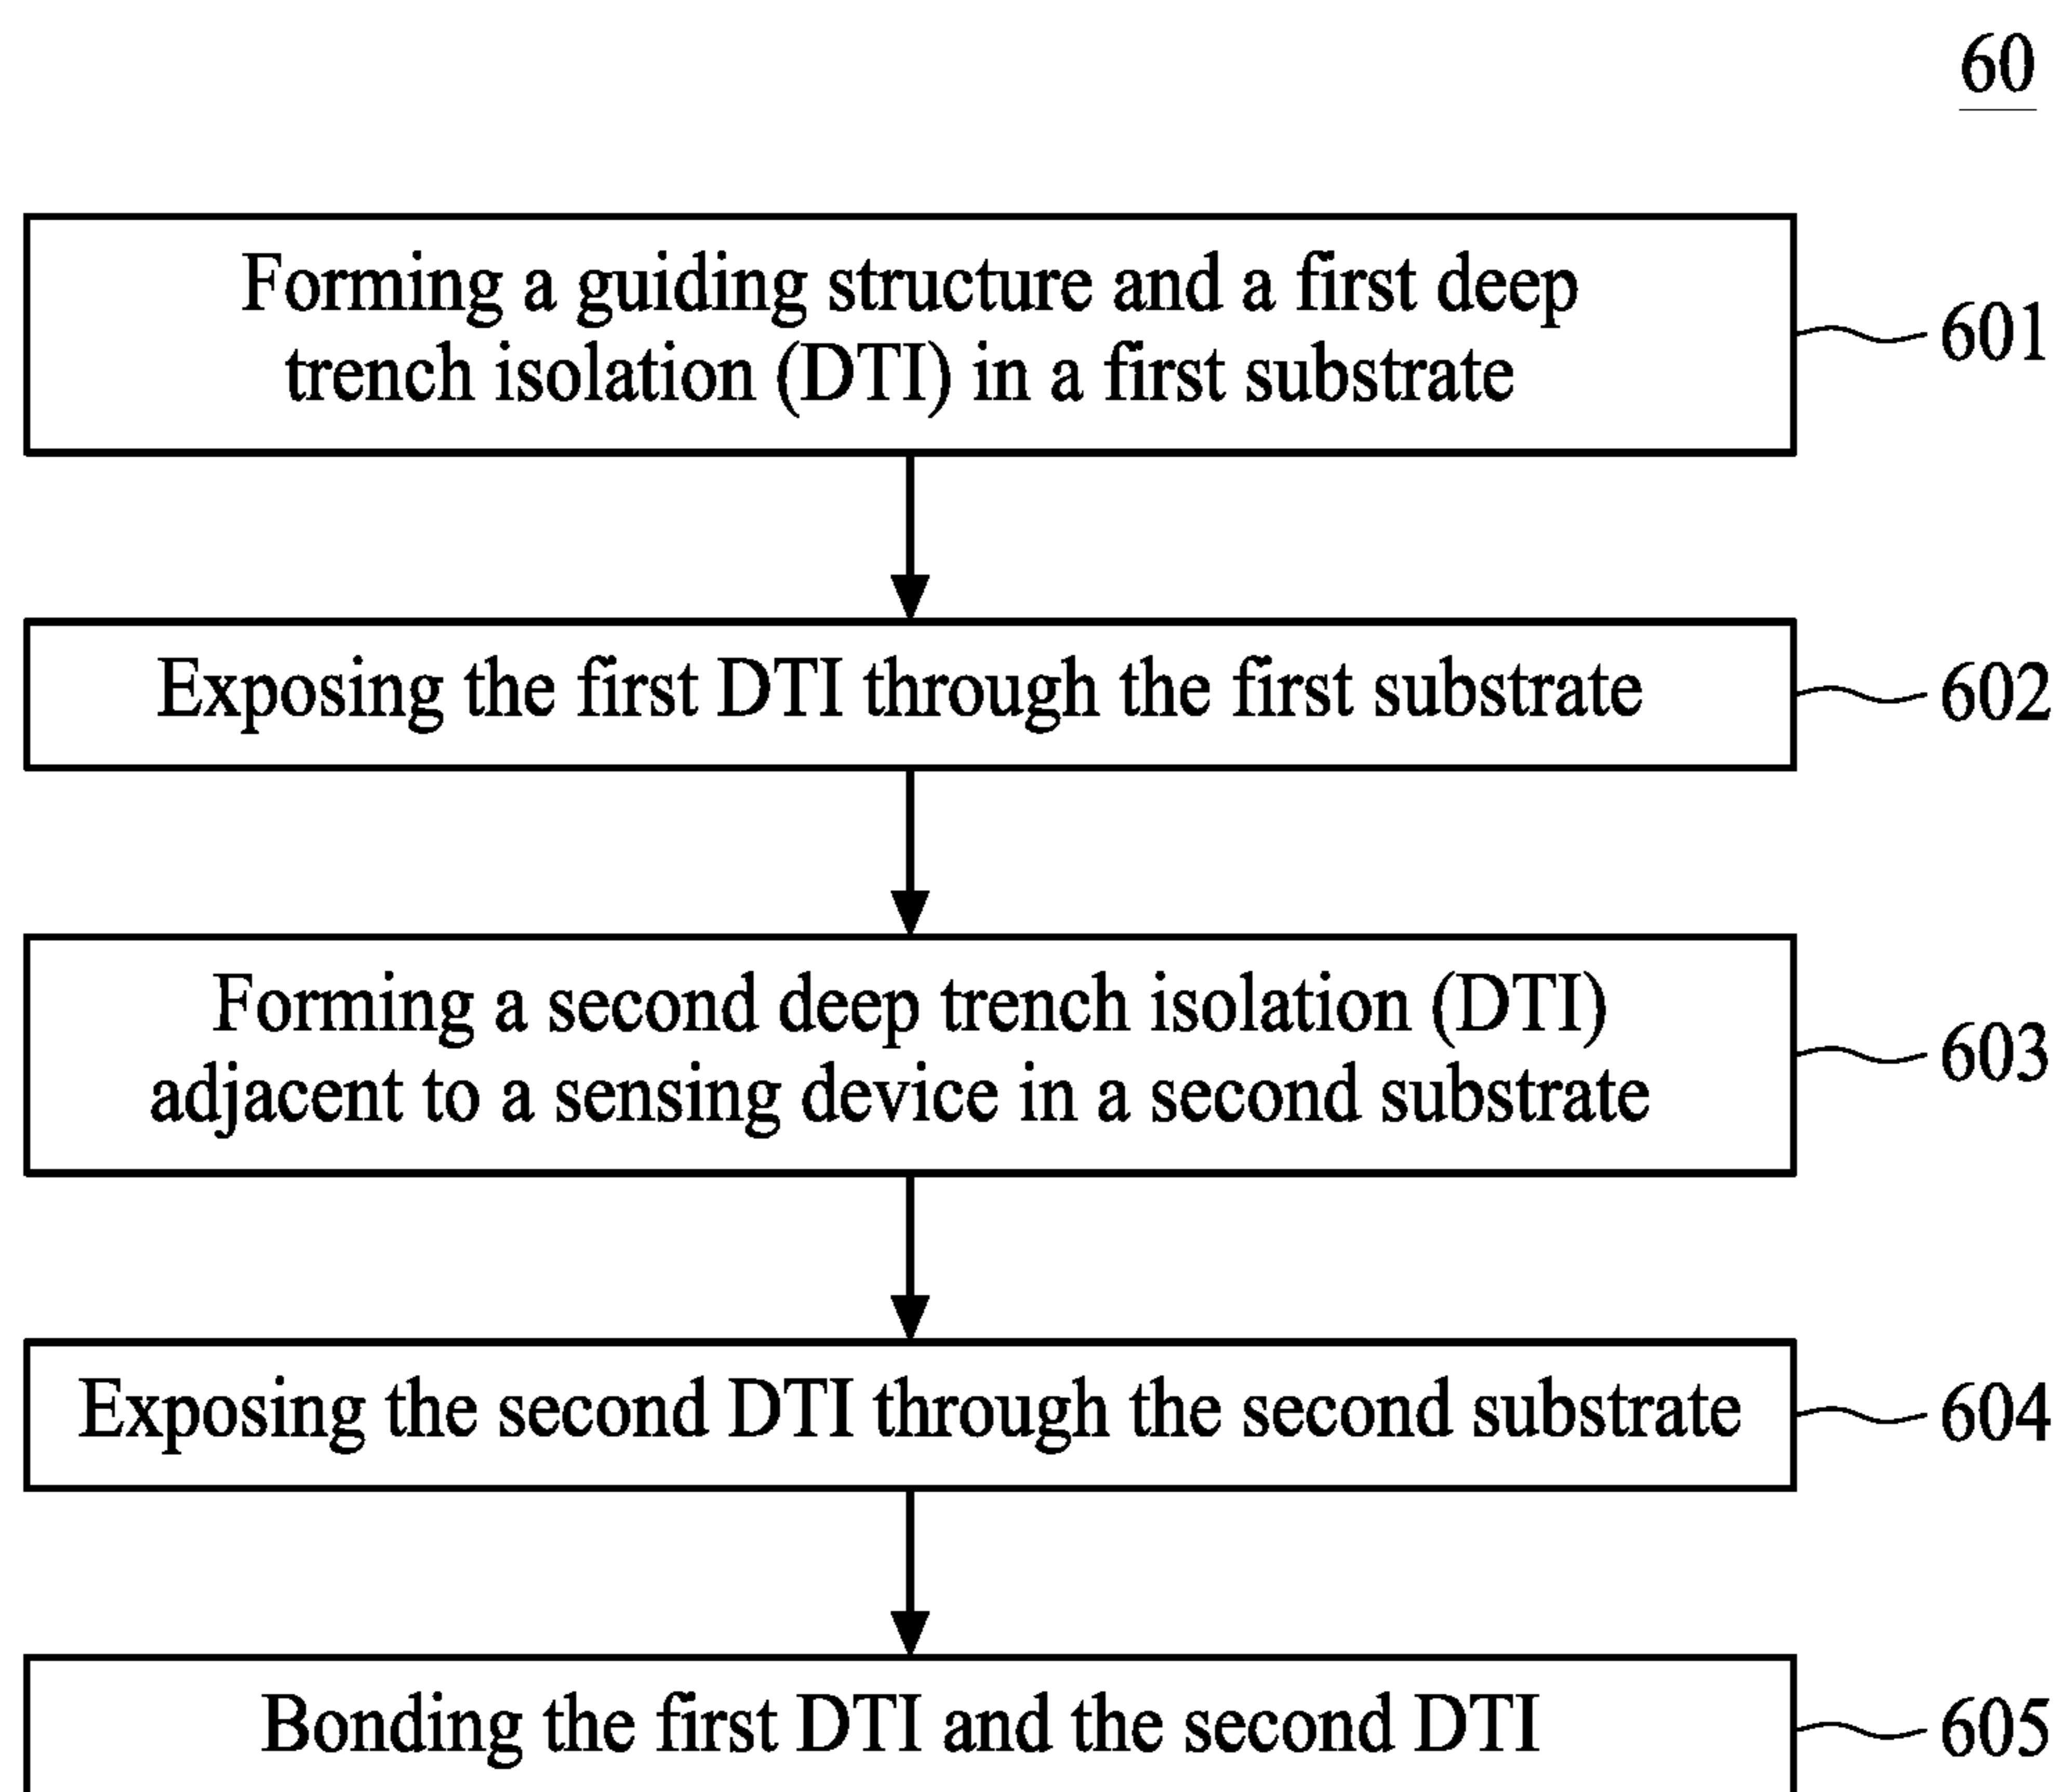 60
Forming a guiding structure and a first deep
trench isolation (DTI) in a first substrate
601
Exposing the first DTI through the first substrate
602
Forming a second deep trench isolation (DTI)
adjacent to a sensing device in a second substrate
603
Exposing the second DTI through the second substrate
604
Bonding the first DTI and the second DTI
605